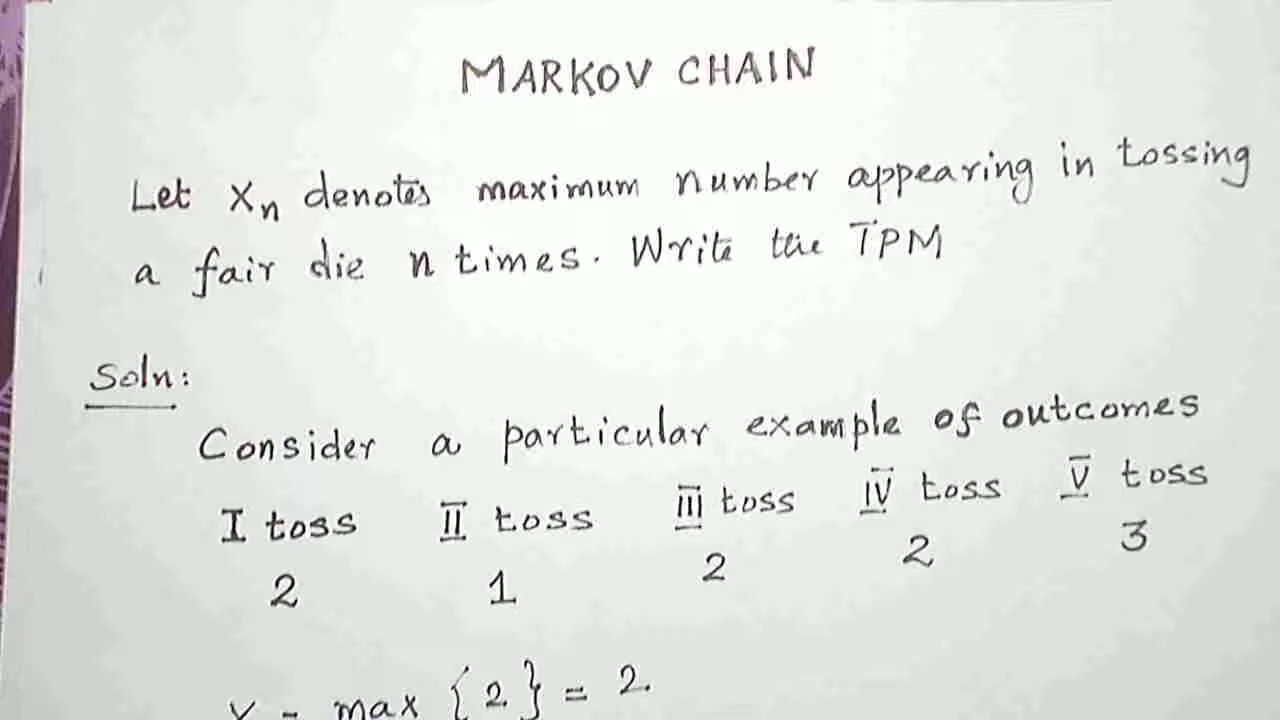 MARKOV CHAIN
Let Xn denotes maximum number appearing in tossing
a fair die n times. Write the TPM
Soln:
Consider a particular example of outcomes
I toss II toss III toss IV toss V toss
2 1 2 2 3
max {2} = 2.